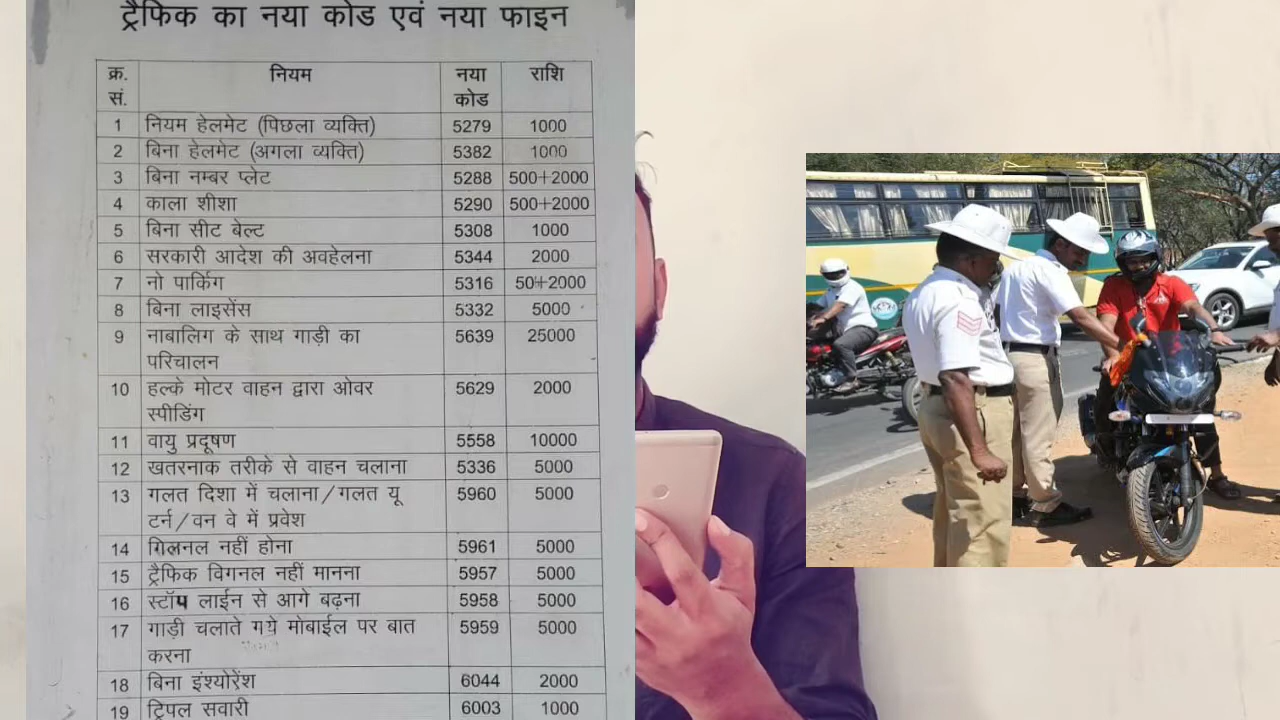 ट्रैफिक का नया कोड एवं नया फाइन
क्र. सं. नियम नया कोड राशि
1 नियम हेलमेट (पिछला व्यक्ति) 5279 1000
2 बिना हेलमेट (अगला व्यक्ति) 5382 1000
3 बिना नम्बर प्लेट 5288 500+2000
4 काला शीशा 5290 500+2000
5 बिना सीट बेल्ट 5308 1000
6 सरकारी आदेश की अवहेलना 5344 2000
7 नो पार्किग 5316 50+2000
8 बिना लाइसेंस 5332 5000
9 नाबालिग के साथ गाड़ी का 5639 25000
परिचालन
10 हल्के मोटर वाहन द्वारा ओवर 5629 2000
स्पीडिंग
11 वायु प्रदूषण 5558 10000
12 खतरनाक तरीके से वाहन चलाना 5336 5000
13 गलत दिशा में चलाना/गलत यू 5960 5000
टर्न/वन वे में प्रवेश
14 नहीं होना 5961 5000
15 ट्रैफिक विगनल नहीं मानना 5957 5000
16 स्टॉप लाईन से आगे बढ़ना 5958 5000
17 गाड़ी चलाते गये मोबाईल पर बात 5959 5000
करना
18 बिना इंश्योरेंश 6044 2000
19 ट्रिपल सवारी 6003 1000